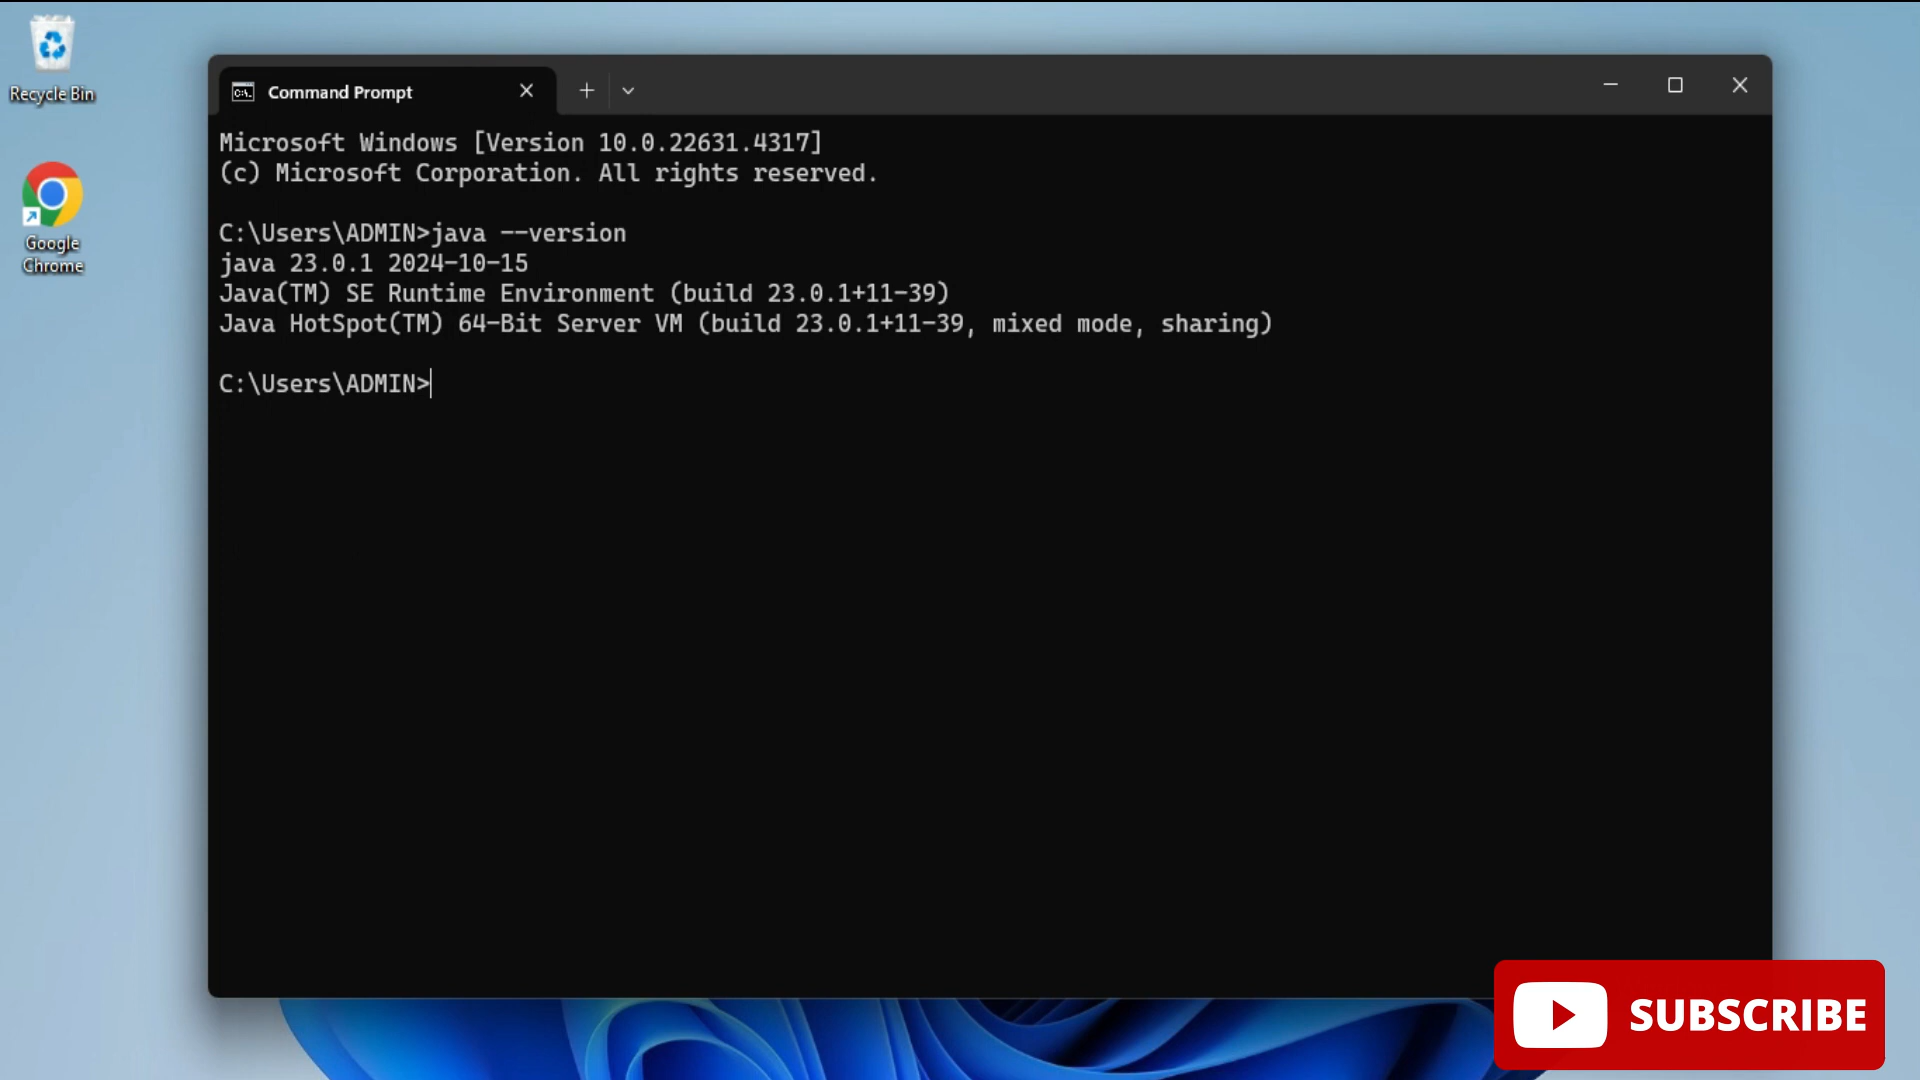 Recycle Bin
Google
Chrome
Command Prompt
Microsoft Windows [Version 10.0.22631.4317]
(c) Microsoft Corporation. All rights reserved.
C:\Users\ADMIN>java --version
java 23.0.1 2024-10-15
Java(TM) SE Runtime Environment (build 23.0.1+11-39)
Java HotSpot(TM) 64-Bit Server VM (build 23.0.1+11-39, mixed mode, sharing)
C:\Users\ADMIN>
SUBSCRIBE